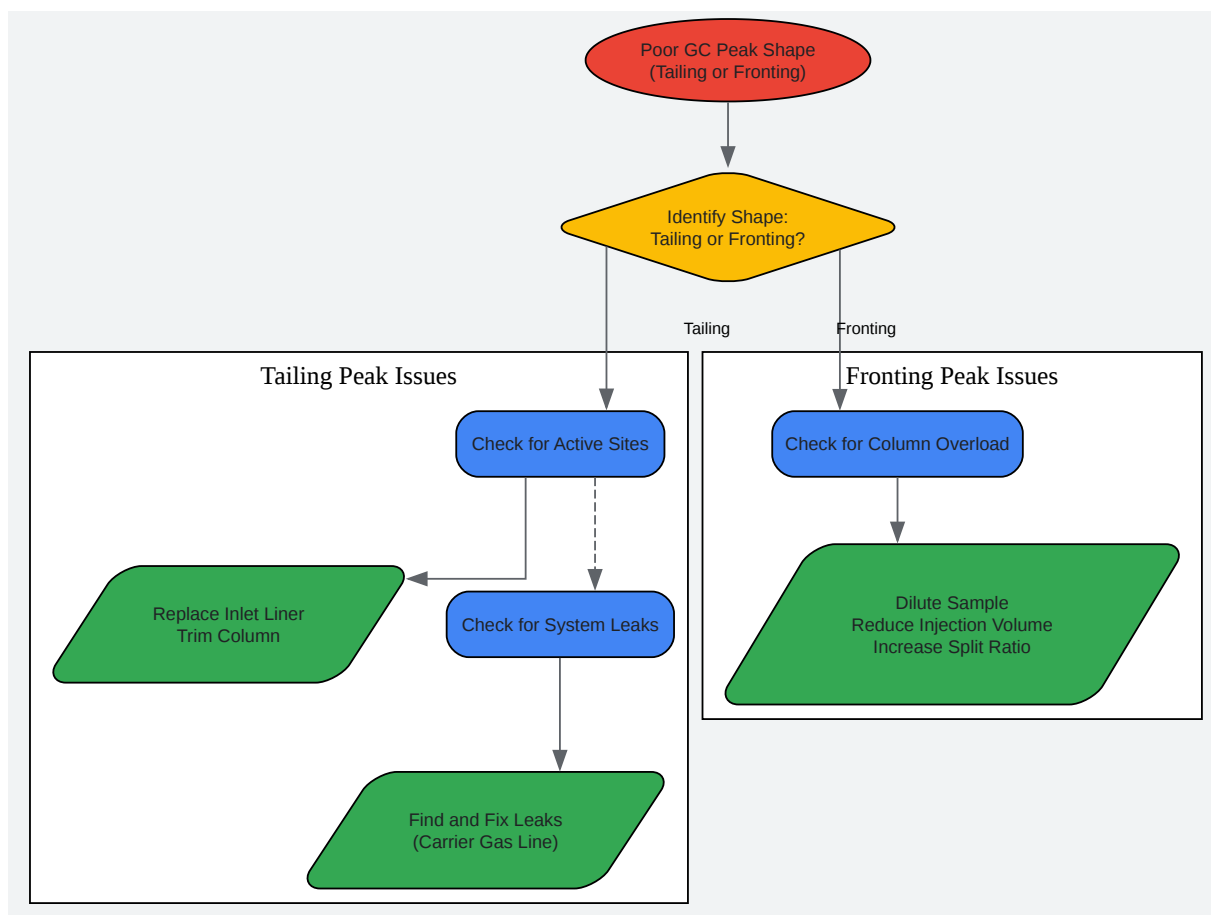 Poor GC Peak Shape
(Tailing or Fronting)
Identify Shape:
Tailing or Fronting?
Tailing
Fronting
Tailing Peak Issues
Check for Active Sites
Replace Inlet Liner
Trim Column
Check for System Leaks
Find and Fix Leaks
(Carrier Gas Line)
Fronting Peak Issues
Check for Column Overload
Dilute Sample
Reduce Injection Volume
Increase Split Ratio